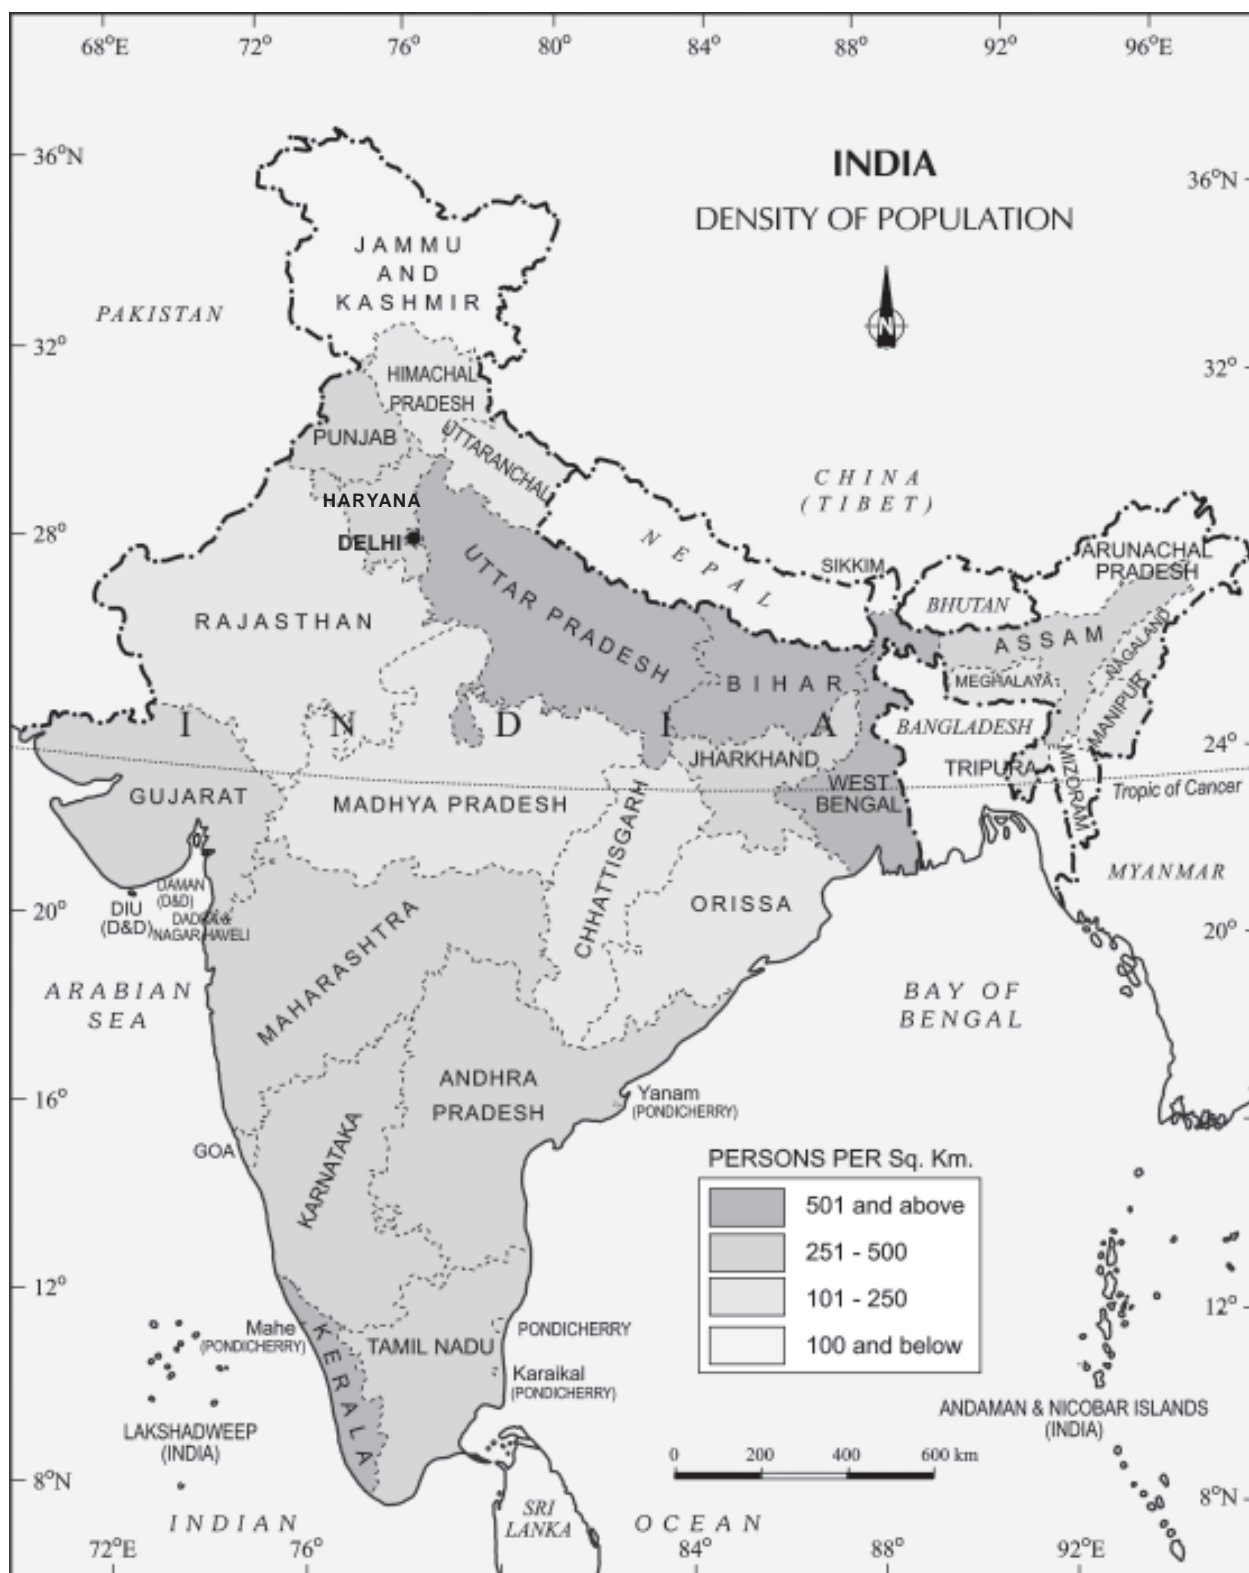 68°E 72° 76° 80° 84° 88° 92° 96°E
36°N
INDIA
36°N
DENSITY OF POPULATION
JAMMU
AND
KASHMIR
PAKISTAN
N
32°
32°
HIMACHAL
PRADESH
PUNJAB
UTTARANCHAL
CHINA
(TIBET)
HARYANA
28°
DELHI
NEPAL
SIKKIM
ARUNACHAL
PRADESH
28°
UTTAR PRADESH
BHUTAN
RAJASTHAN
ASSAM
NAGALAND
BIHAR
MEGHALAYA
MANIPUR
I N D I A
BANGLADESH
24°
24°
JHARKHAND
TRIPURA
MIZORAM
GUJARAT
MADHYA PRADESH
WEST
BENGAL
Tropic of Cancer
CHHATTISGARH
MYANMAR
DAMAN
(D&D)
DIU
(D&D)
DADRA &
NAGAR HAVELI
20°
ORISSA
20°
MAHARASHTRA
ARABIAN
SEA
BAY OF
BENGAL
ANDHRA
PRADESH
16°
Yanam
(PONDICHERRY)
16°
GOA
KARNATAKA
PERSONS PER Sq. Km.
501 and above
251 - 500
101 - 250
100 and below
12°
12°
Mahe
(PONDICHERRY)
KERALA
TAMIL NADU
PONDICHERRY
Karaikal
(PONDICHERRY)
LAKSHADWEEP
(INDIA)
ANDAMAN & NICOBAR ISLANDS
(INDIA)
0 200 400 600 km
8°N
8°N
SRI
LANKA
INDIAN OCEAN
72°E 76° 84° 88° 92°E